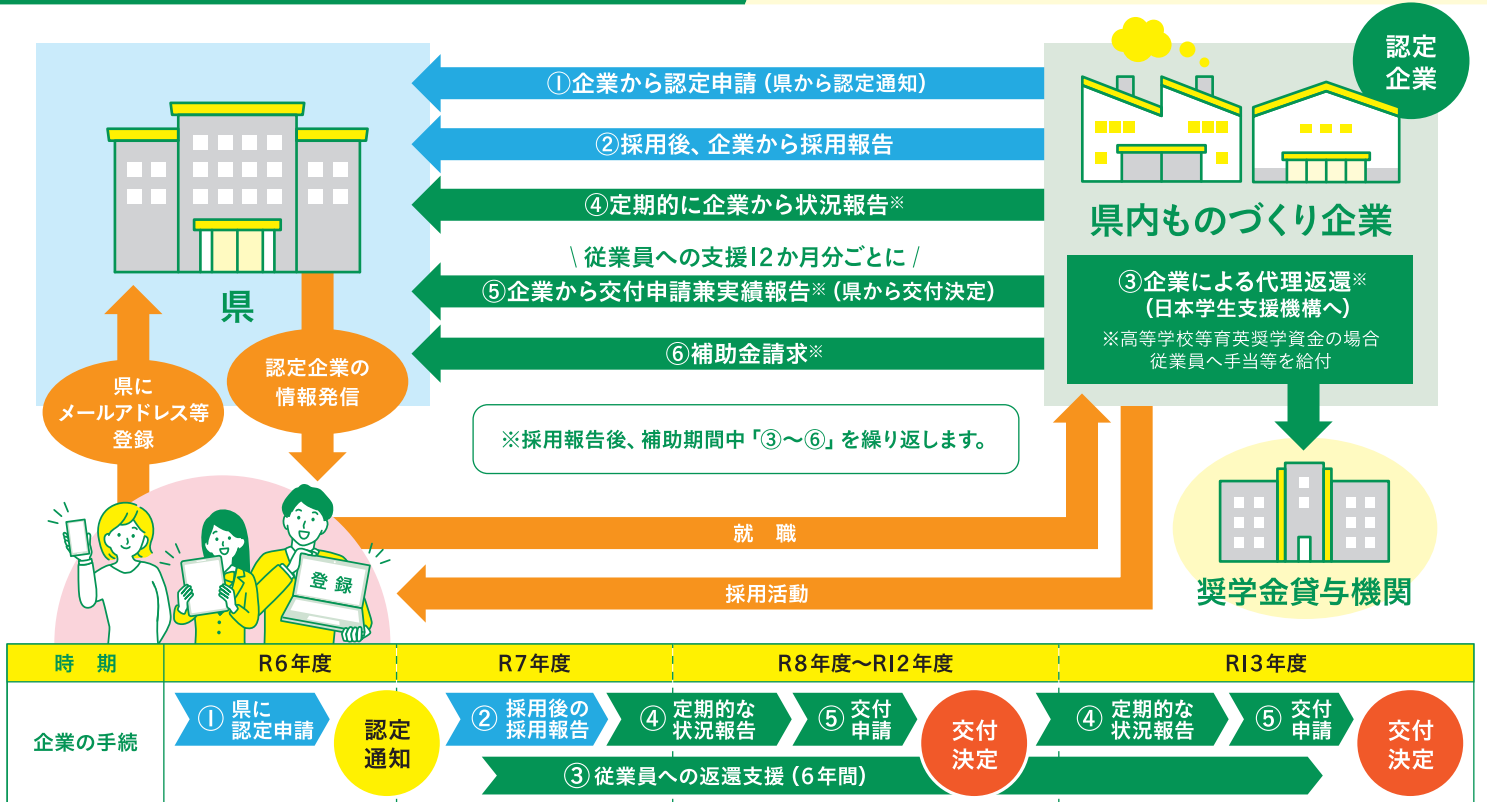 認定
企業
①企業から認定申請(県から認定通知)
②採用後、企業から採用報告
④定期的に企業から状況報告※
\ 従業員への支援12か月分ごとに /
⑤企業から交付申請兼実績報告※(県から交付決定)
⑥補助金請求※
県
県内ものづくり企業
③企業による代理返還※
(日本学生支援機構へ)
※高等学校等育英奨学資金の場合
従業員へ手当等を給付
県に
メールアドレス等
登録
認定企業の
情報発信
※採用報告後、補助期間中「③〜⑥」を繰り返します。
就 職
採用活動
登録
奨学金貸与機関
時 期
R6年度
R7年度
R8年度〜R12年度
R13年度
企業の手続
① 県に
認定申請
認定
通知
② 採用後の
採用報告
④ 定期的な
状況報告
⑤ 交付
申請
交付
決定
④ 定期的な
状況報告
⑤ 交付
申請
交付
決定
③従業員への返還支援(6年間)